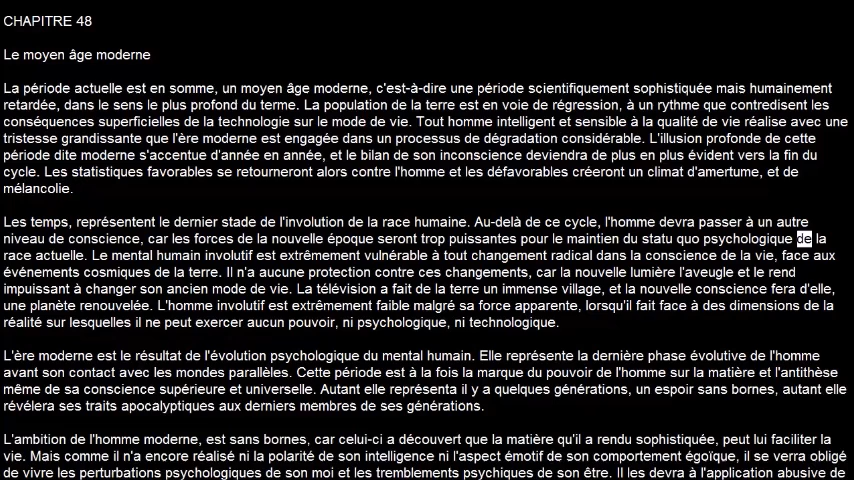 CHAPITRE 48
Le moyen âge moderne
La période actuelle est en somme, un moyen âge moderne, c'est-à-dire une période scientifiquement sophistiquée mais humainement
retardée, dans le sens le plus profond du terme. La population de la terre est en voie de régression, à un rythme que contredisent les
conséquences superficielles de la technologie sur le mode de vie. Tout homme intelligent et sensible à la qualité de vie réalise avec une
tristesse grandissante que l'ère moderne est engagée dans un processus de dégradation considérable. L'illusion profonde de cette
période dite moderne s'accentue d'année en année, et le bilan de son inconscience deviendra de plus en plus évident vers la fin du
cycle. Les statistiques favorables se retourneront alors contre l'homme et les défavorables créeront un climat d'amertume, et de
mélancolie.
Les temps, représentent le dernier stade de l'involution de la race humaine. Au-delà de ce cycle, l'homme devra passer à un autre
niveau de conscience, car les forces de la nouvelle époque seront trop puissantes pour le maintien du statu quo psychologique de la
race actuelle. Le mental humain involutif est extrêmement vulnérable à tout changement radical dans la conscience de la vie, face aux
événements cosmiques de la terre. Il n'a aucune protection contre ces changements, car la nouvelle lumière l'aveugle et le rend
impuissant à changer son ancien mode de vie. La télévision a fait de la terre un immense village, et la nouvelle conscience fera d'elle,
une planète renouvelée. L'homme involutif est extrêmement faible malgré sa force apparente, lorsqu'il fait face à des dimensions de la
réalité sur lesquelles il ne peut exercer aucun pouvoir, ni psychologique, ni technologique.
L'ère moderne est le résultat de l'évolution psychologique du mental humain. Elle représente la dernière phase évolutive de l'homme
avant son contact avec les mondes parallèles. Cette période est à la fois la marque du pouvoir de l'homme sur la matière et l'antithèse
même de sa conscience supérieure et universelle. Autant elle représenta il y a quelques générations, un espoir sans bornes, autant elle
révélera ses traits apocalyptiques aux derniers membres de ses générations.
L'ambition de l'homme moderne, est sans bornes, car celui-ci a découvert que la matière qu'il a rendu sophistiquée, peut lui faciliter la
vie. Mais comme il n'a encore réalisé ni la polarité de son intelligence ni l'aspect émotif de son comportement égoïque, il se verra obligé
de vivre les perturbations psychologiques de son moi et les tremblements psychiques de son être. Il les devra à l'application abusive de